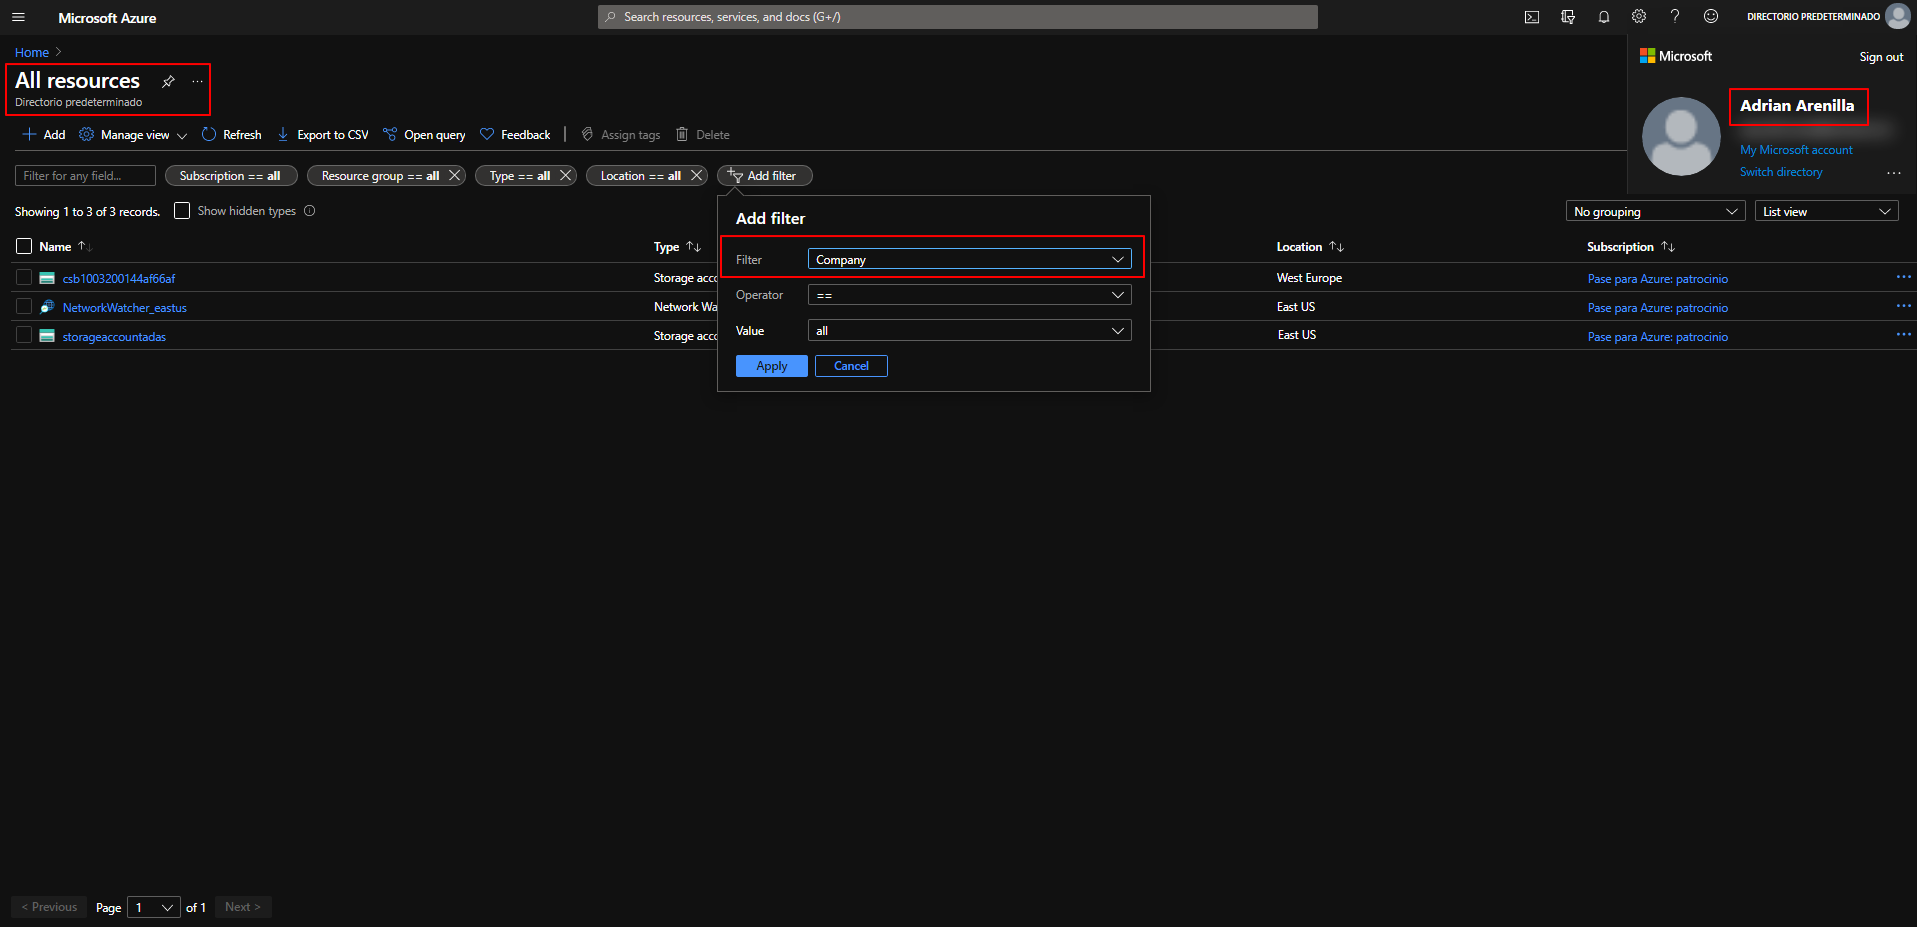 Microsoft Azure
Search resources, services, and docs (G+/)
DIRECTORIO PREDETERMINADO
Home
All resources
...
Directorio predeterminado
Microsoft
Sign out
Adrian Arenilla
My Microsoft account
Switch directory
...
Add
Manage view
Refresh
Export to CSV
Open query
Feedback
Assign tags
Delete
Filter for any field...
Subscription == all
Resource group == all
Type == all
Location == all
Add filter
Showing 1 to 3 of 3 records.
Show hidden types
No grouping
List view
Add filter
Filter
Company
Operator
==
Value
all
Apply
Cancel
Name
Type
Location
Subscription
csb1003200144af66af
Storage acc
West Europe
Pase para Azure: patrocinio
...
NetworkWatcher_eastus
Network Wa
East US
Pase para Azure: patrocinio
...
storageaccountadas
Storage acc
East US
Pase para Azure: patrocinio
...
< Previous
Page
1
of 1
Next >